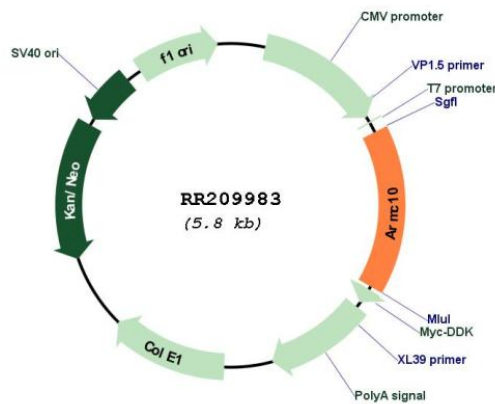 CMV promoter
VP1.5 primer
T7 promoter
SgfI
Armc10
MluI
Myc-DDK
XL39 primer
PolyA signal
Col E1
Kan/Neo
SV40 ori
f1 ori
RR209983
(5.8 kb)